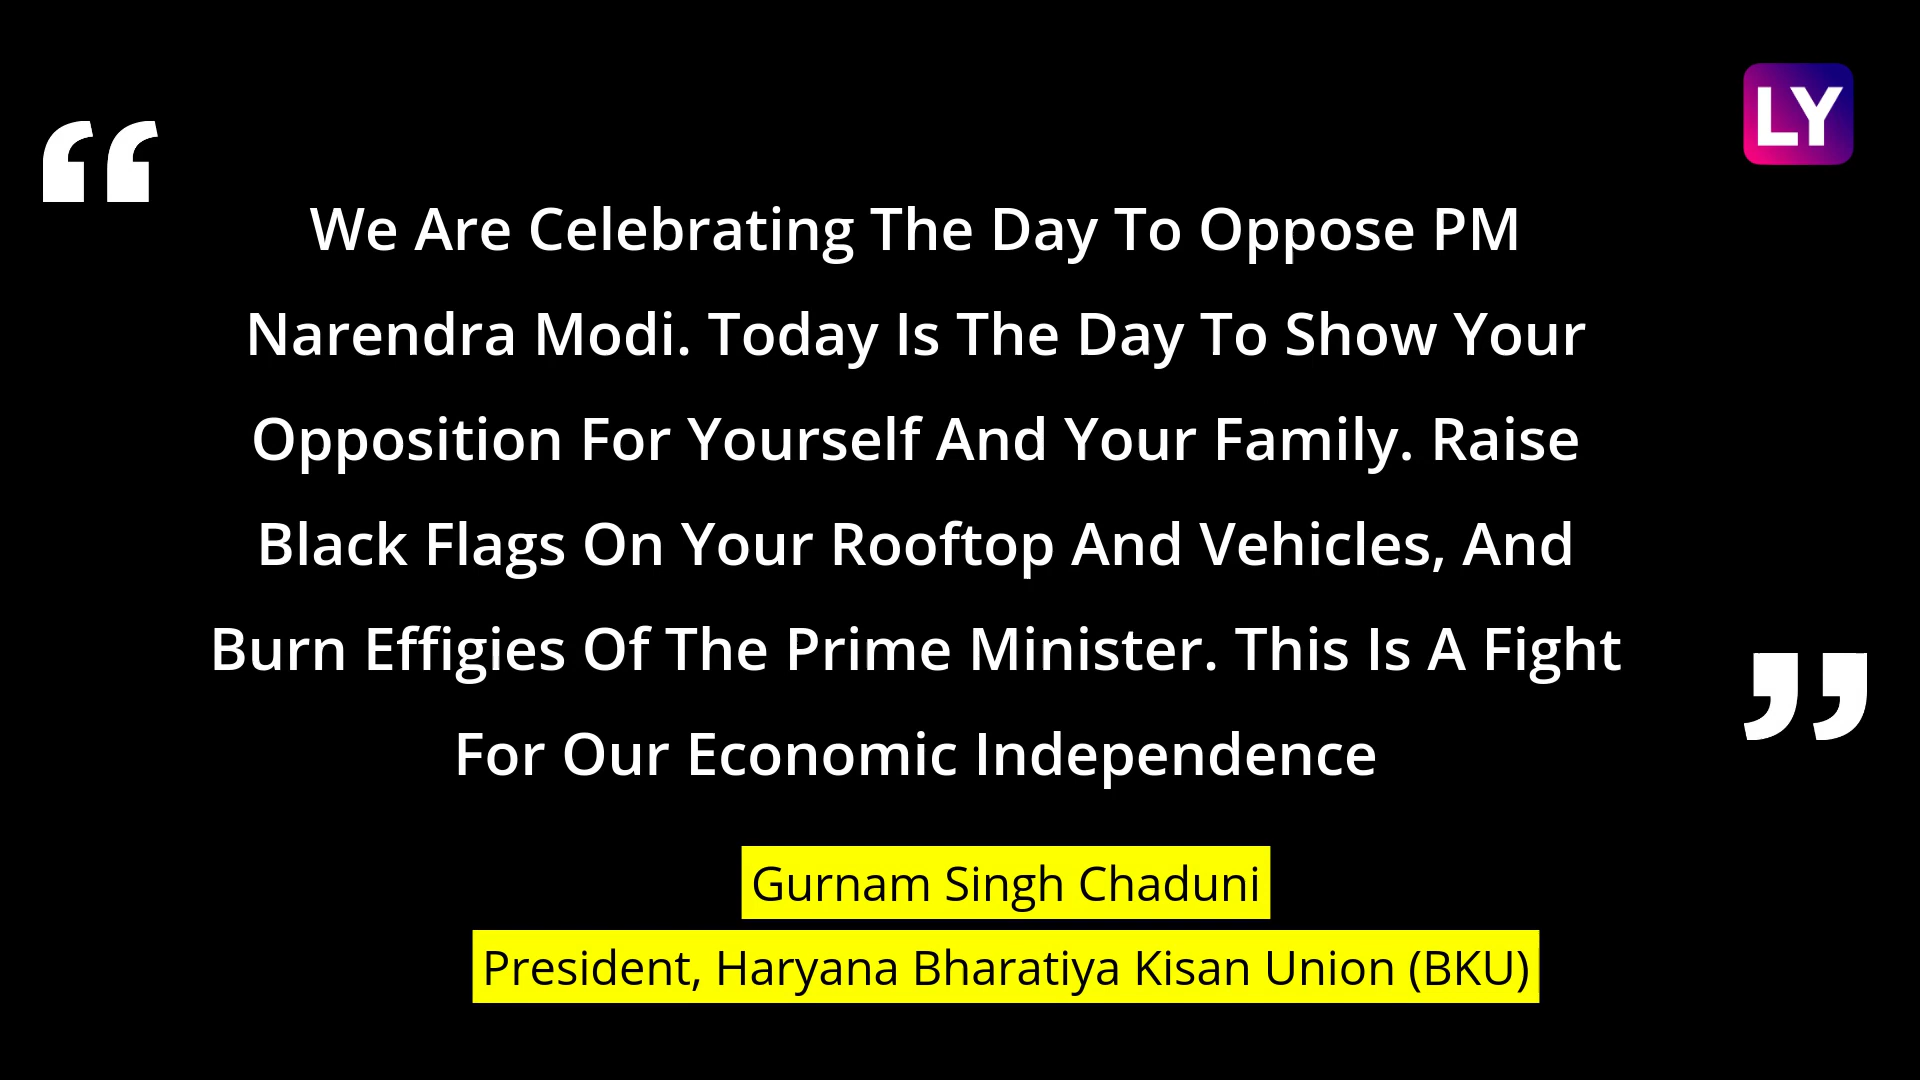 LY
“
We Are Celebrating The Day To Oppose PM
Narendra Modi. Today Is The Day To Show Your
Opposition For Yourself And Your Family. Raise
Black Flags On Your Rooftop And Vehicles, And
Burn Effigies Of The Prime Minister. This Is A Fight
For Our Economic Independence
”
Gurnam Singh Chaduni
President, Haryana Bharatiya Kisan Union (BKU)